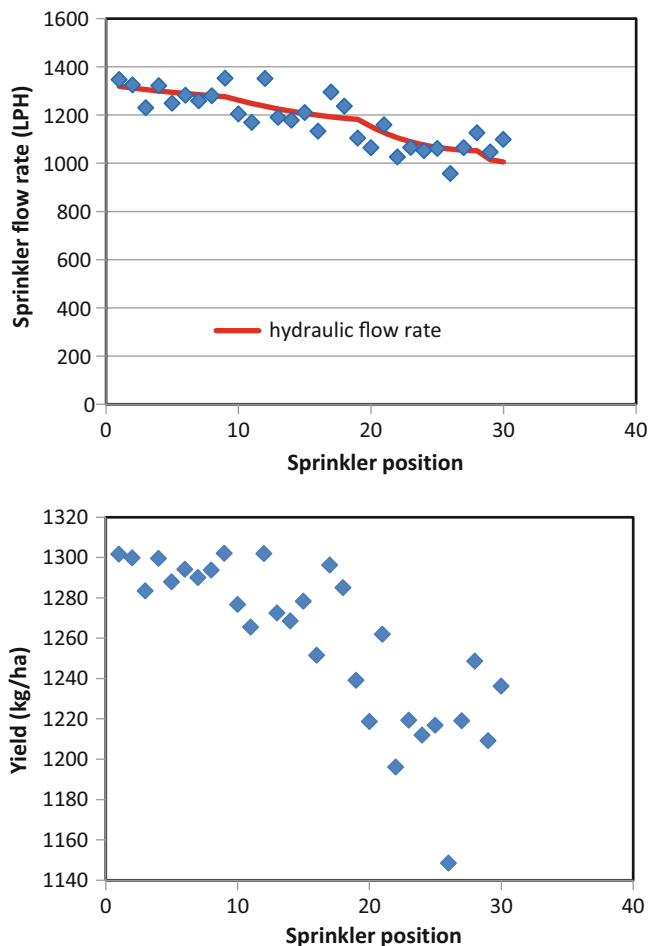 Sprinkler flow rate (LPH)
1600
1400
1200
1000
800
600
400
200
0
hydraulic flow rate
0 10 20 30 40
Sprinkler position
Yield (kg/ha)
1320
1300
1280
1260
1240
1220
1200
1180
1160
1140
0 10 20 30 40
Sprinkler position